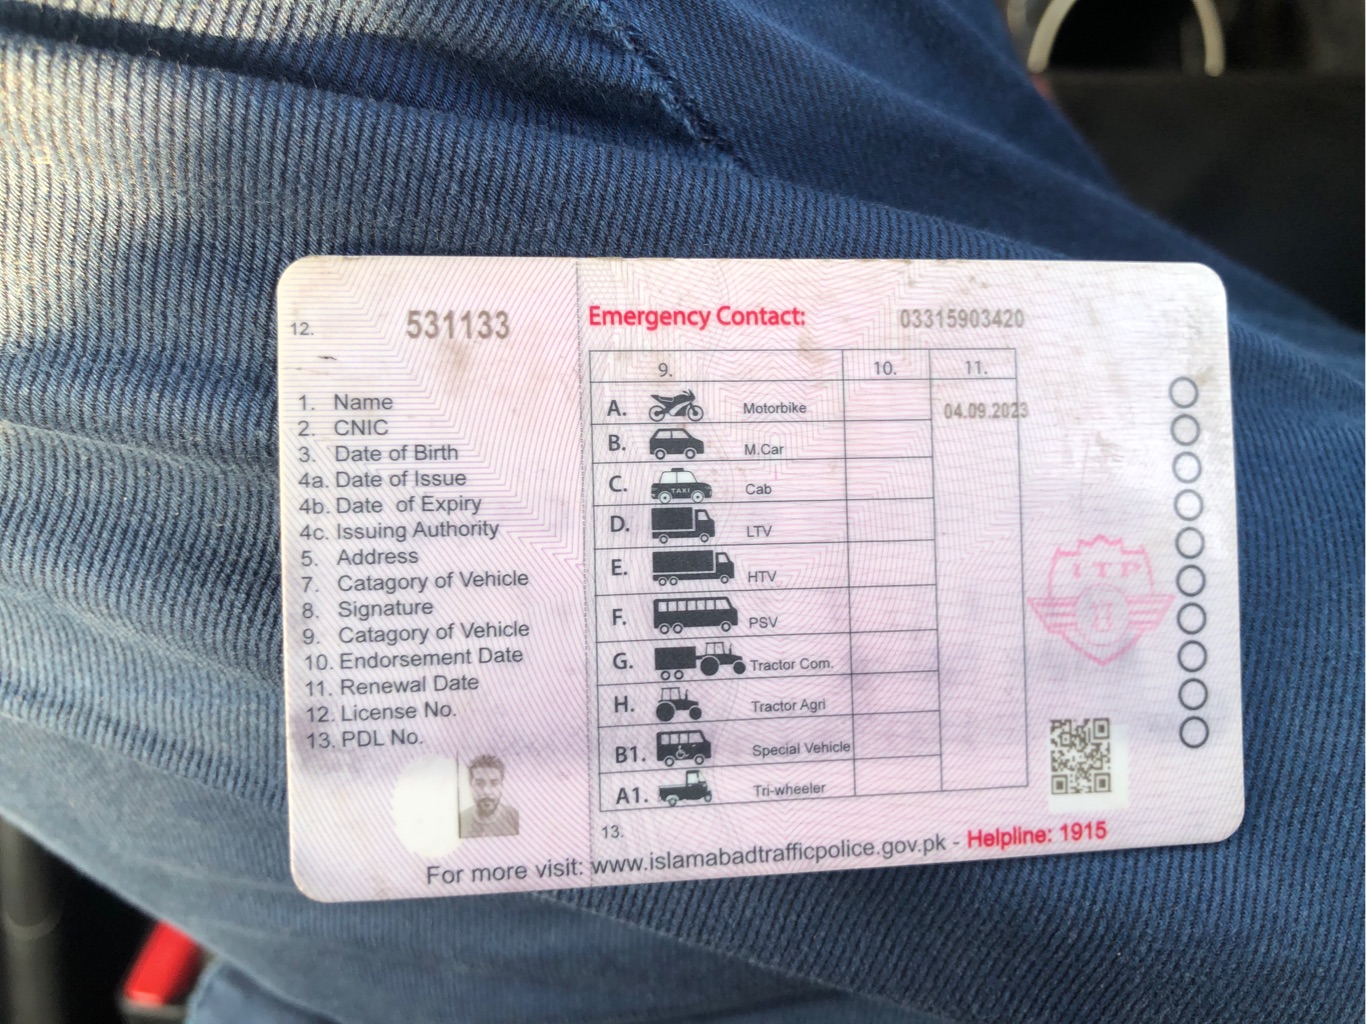 12. 531133
1. Name
2. CNIC
3. Date of Birth
4a. Date of Issue
4b. Date of Expiry
4c. Issuing Authority
5. Address
7. Catagory of Vehicle
8. Signature
9. Catagory of Vehicle
10. Endorsement Date
11. Renewal Date
12. License No.
13. PDL No.
Emergency Contact: 03315903420
9. 10. 11.
A. Motorbike 04.09.2023
B. M.Car
C. TAXI Cab
D. LTV
E. HTV
F. PSV
G. Tractor Com.
H. Tractor Agri
B1. Special Vehicle
A1. Tri-wheeler
13.
ITP
For more visit: www.islamabadtrafficpolice.gov.pk - Helpline: 1915